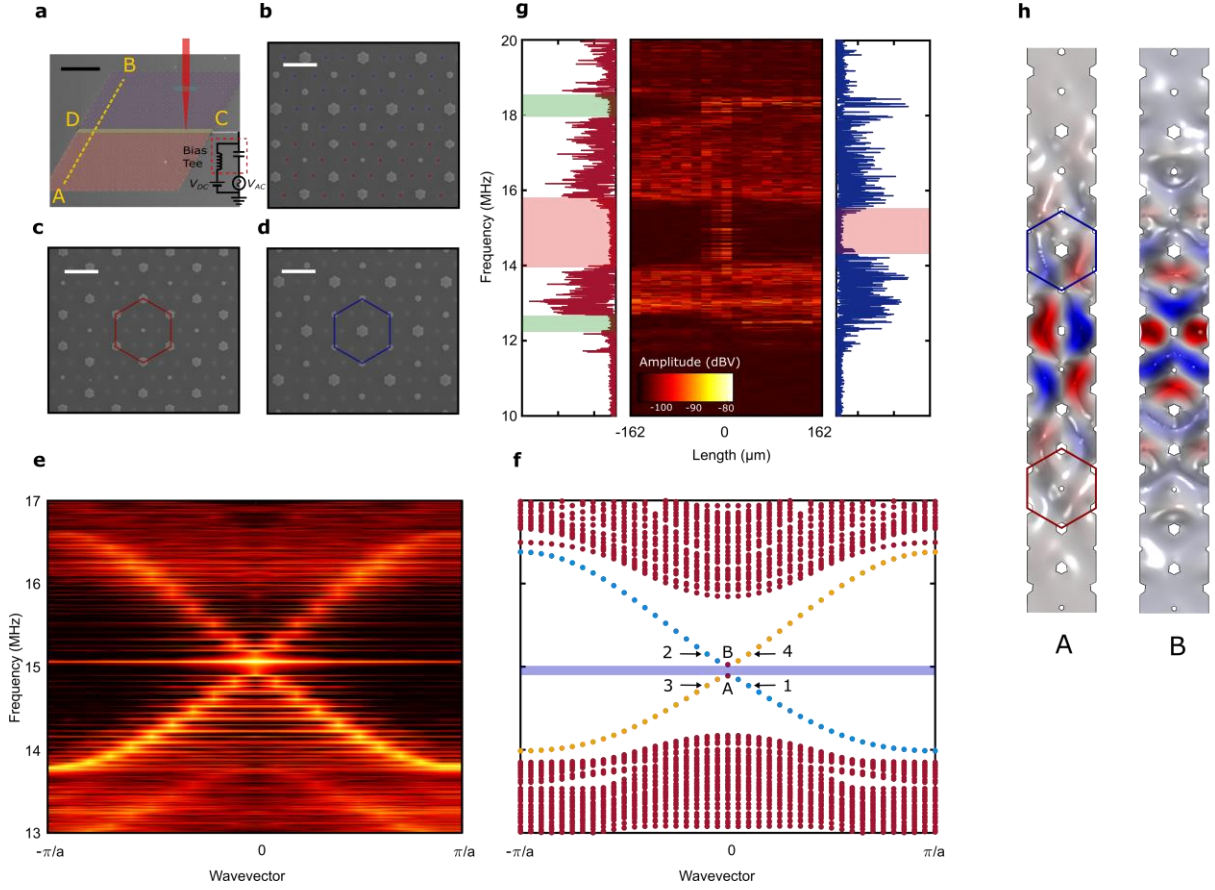 a
B
D
C
A
Bias
Tee
V_DC
V_AC
b
c
d
g
20
18
16
14
12
10
Frequency (MHz)
Amplitude (dBV)
-100 -90 -80
-162 0 162
Length (µm)
h
A B
e
17
16
15
14
13
Frequency (MHz)
-π/a 0 π/a
Wavevector
f
2 B 4
3 A 1
-π/a 0 π/a
Wavevector